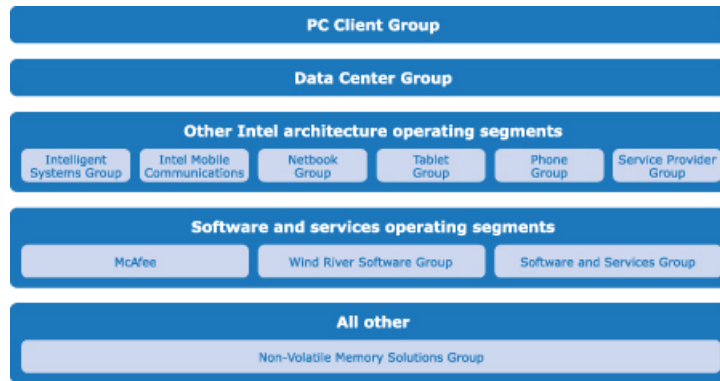 PC Client Group
Data Center Group
Other Intel architecture operating segments
Intelligent
Systems Group
Intel Mobile
Communications
Netbook
Group
Tablet
Group
Phone
Group
Service Provider
Group
Software and services operating segments
McAfee
Wind River Software Group
Software and Services Group
All other
Non-Volatile Memory Solutions Group